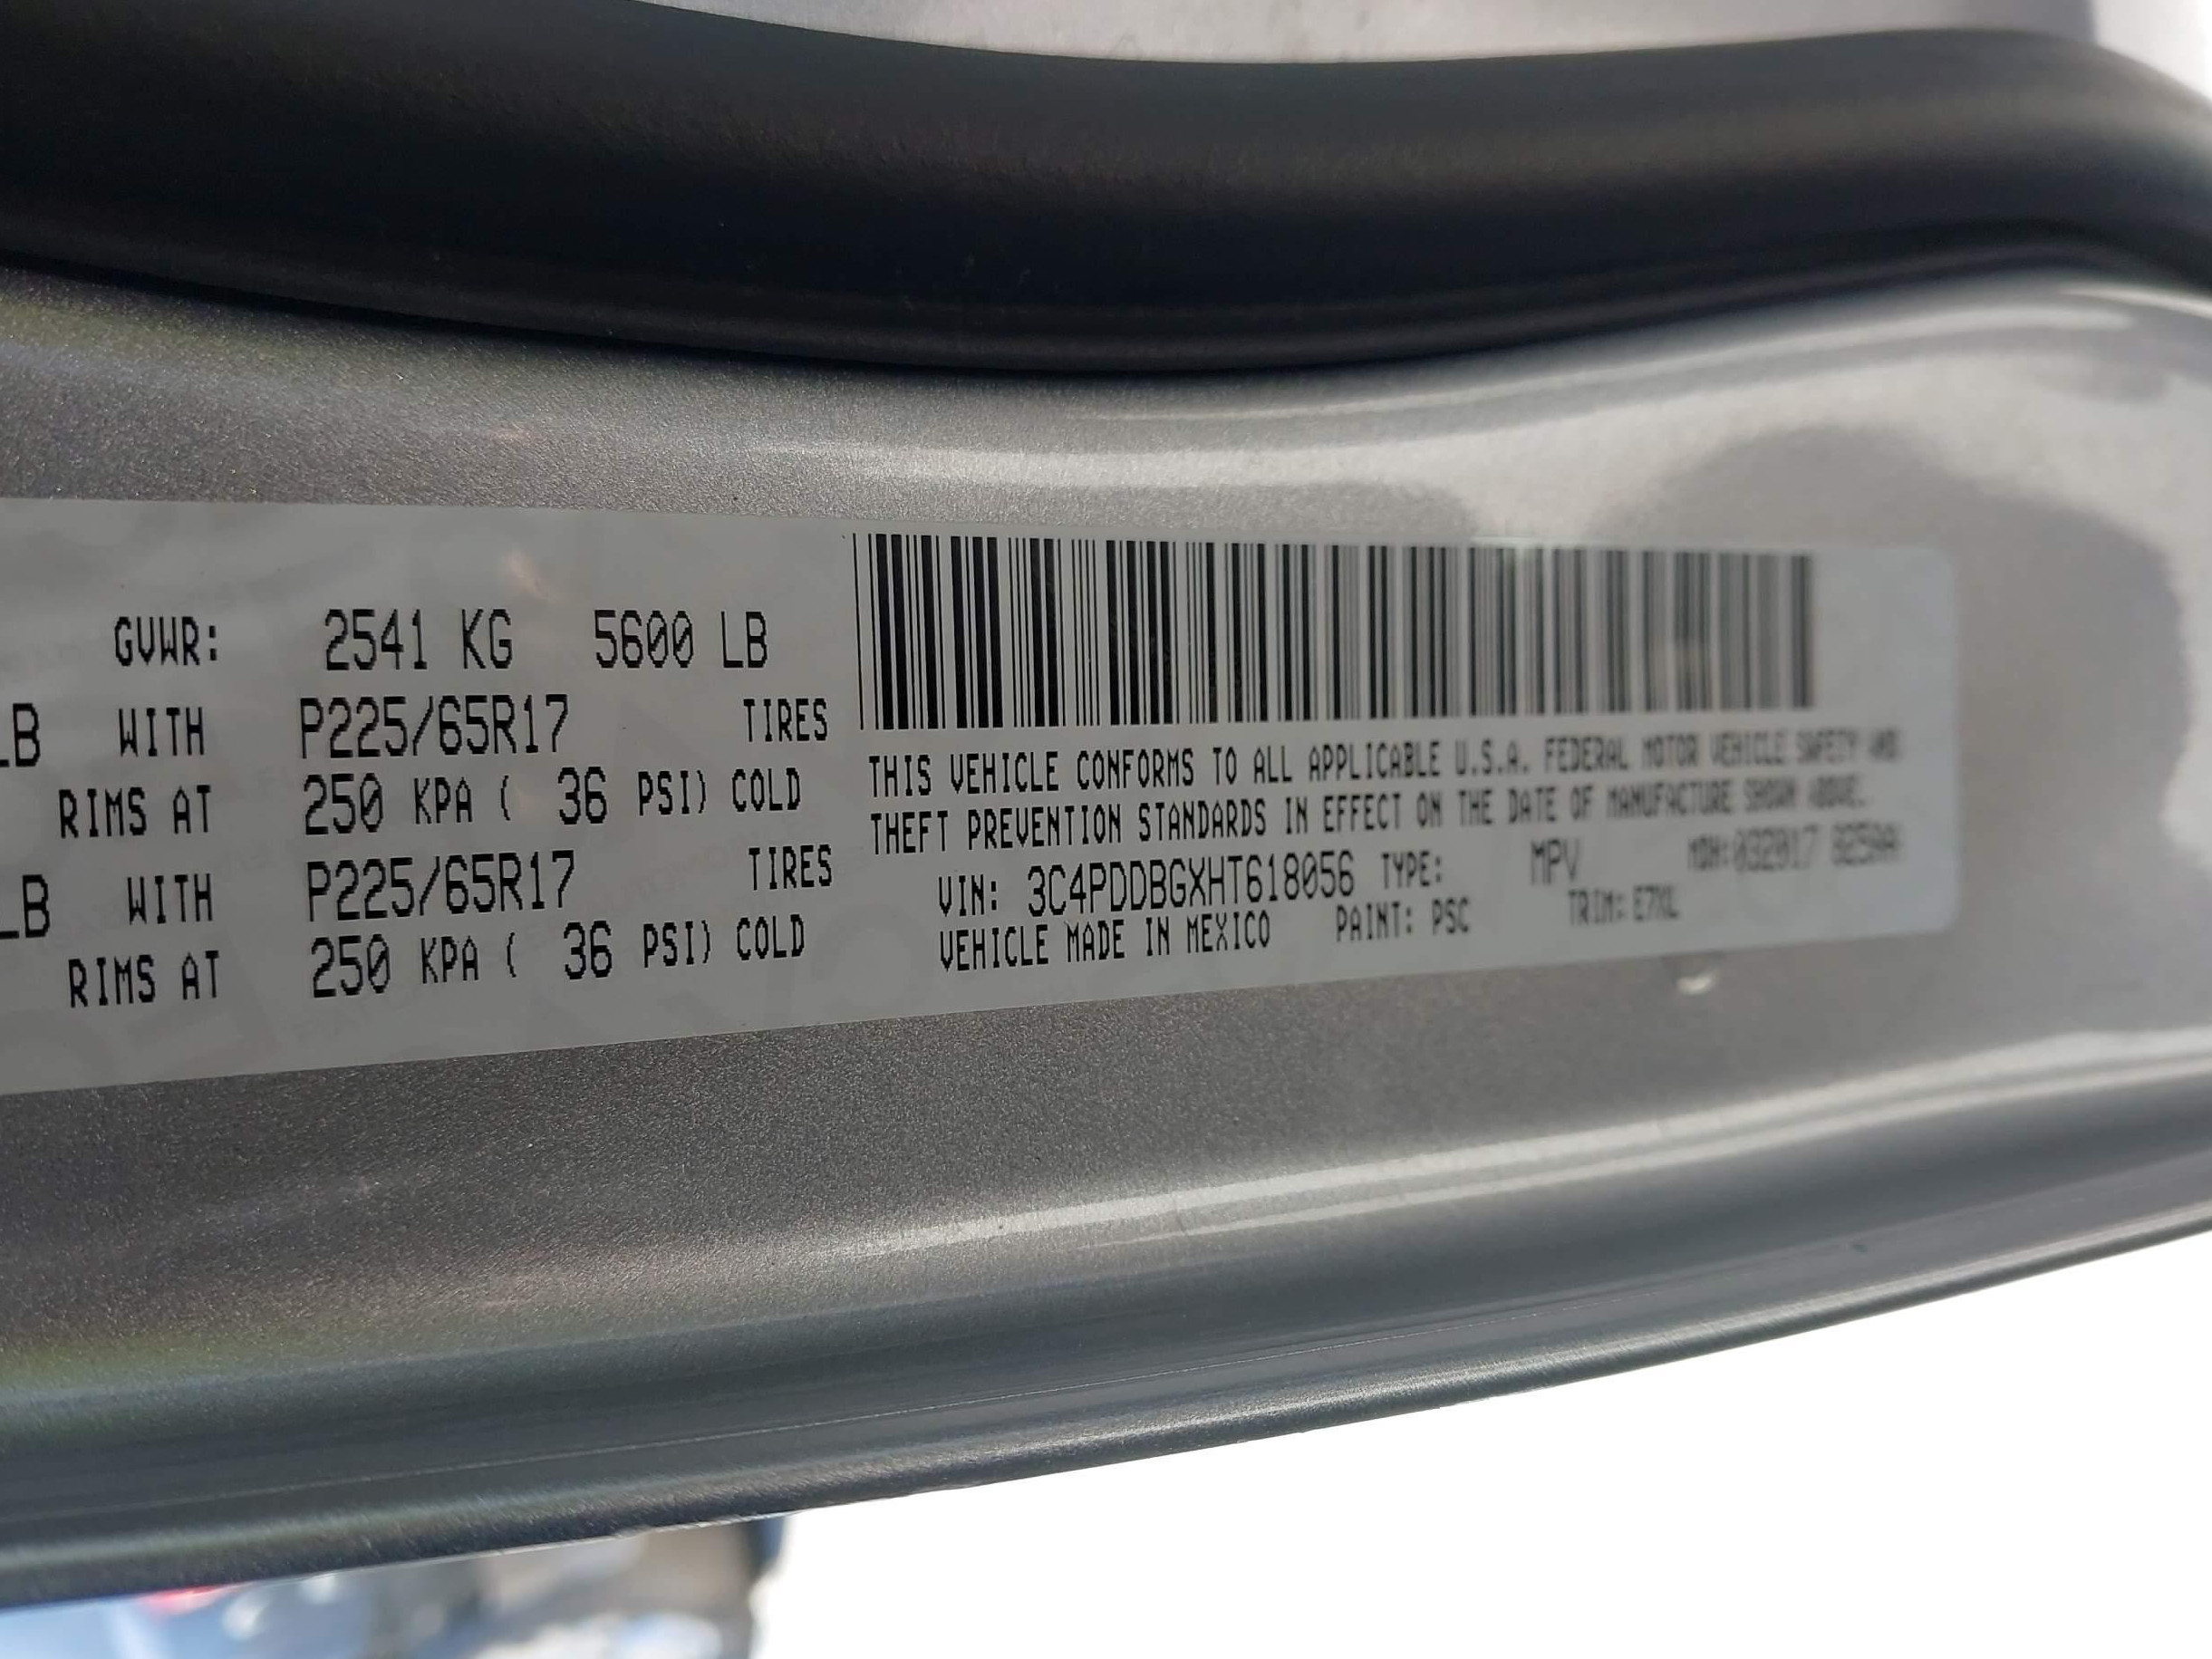 GVWR: 2541 KG 5600 LB
LB WITH P225/65R17 TIRES
RIMS AT 250 KPA ( 36 PSI) COLD
LB WITH P225/65R17 TIRES
RIMS AT 250 KPA ( 36 PSI) COLD
THIS VEHICLE CONFORMS TO ALL APPLICABLE U.S.A. FEDERAL MOTOR VEHICLE SAFETY AND
THEFT PREVENTION STANDARDS IN EFFECT ON THE DATE OF MANUFACTURE SHOWN ABOVE.
VIN: 3C4PDDBGXHT618056 TYPE: MPV MDH:032017
VEHICLE MADE IN MEXICO PAINT: PSC TRIM: E7XL